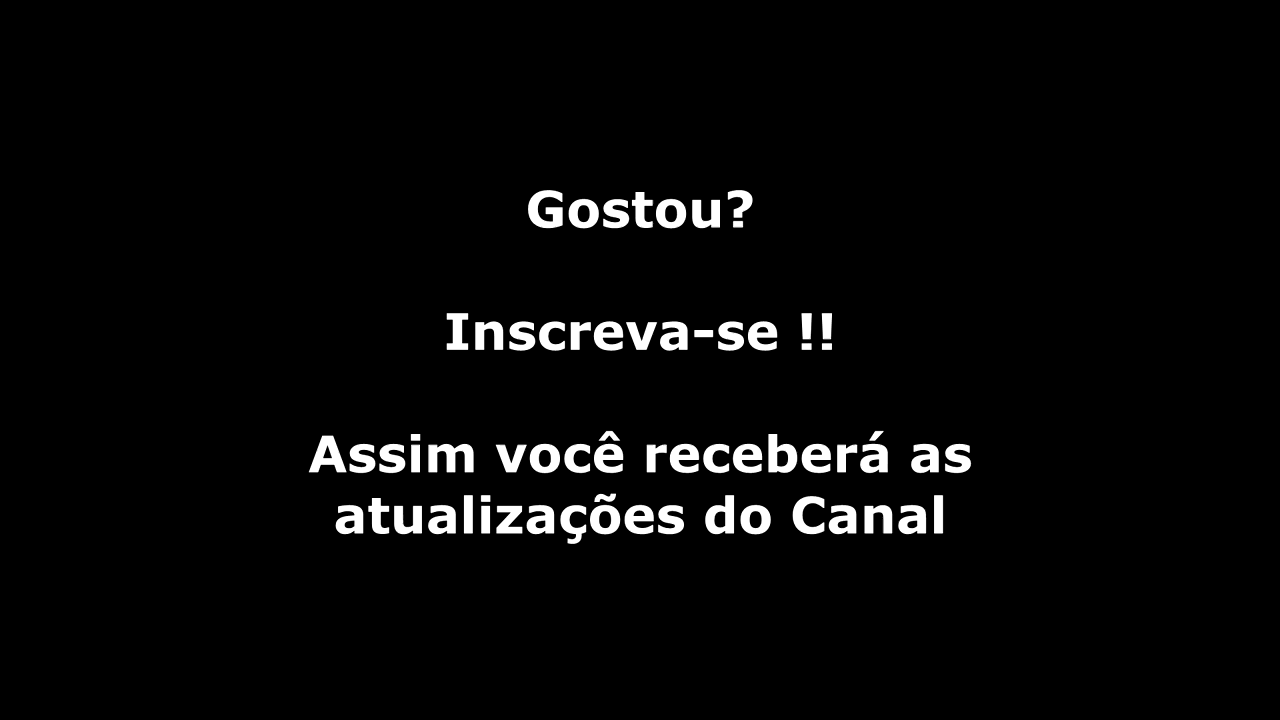 Gostou?
Inscreva-se !!
Assim você receberá as
atualizações do Canal